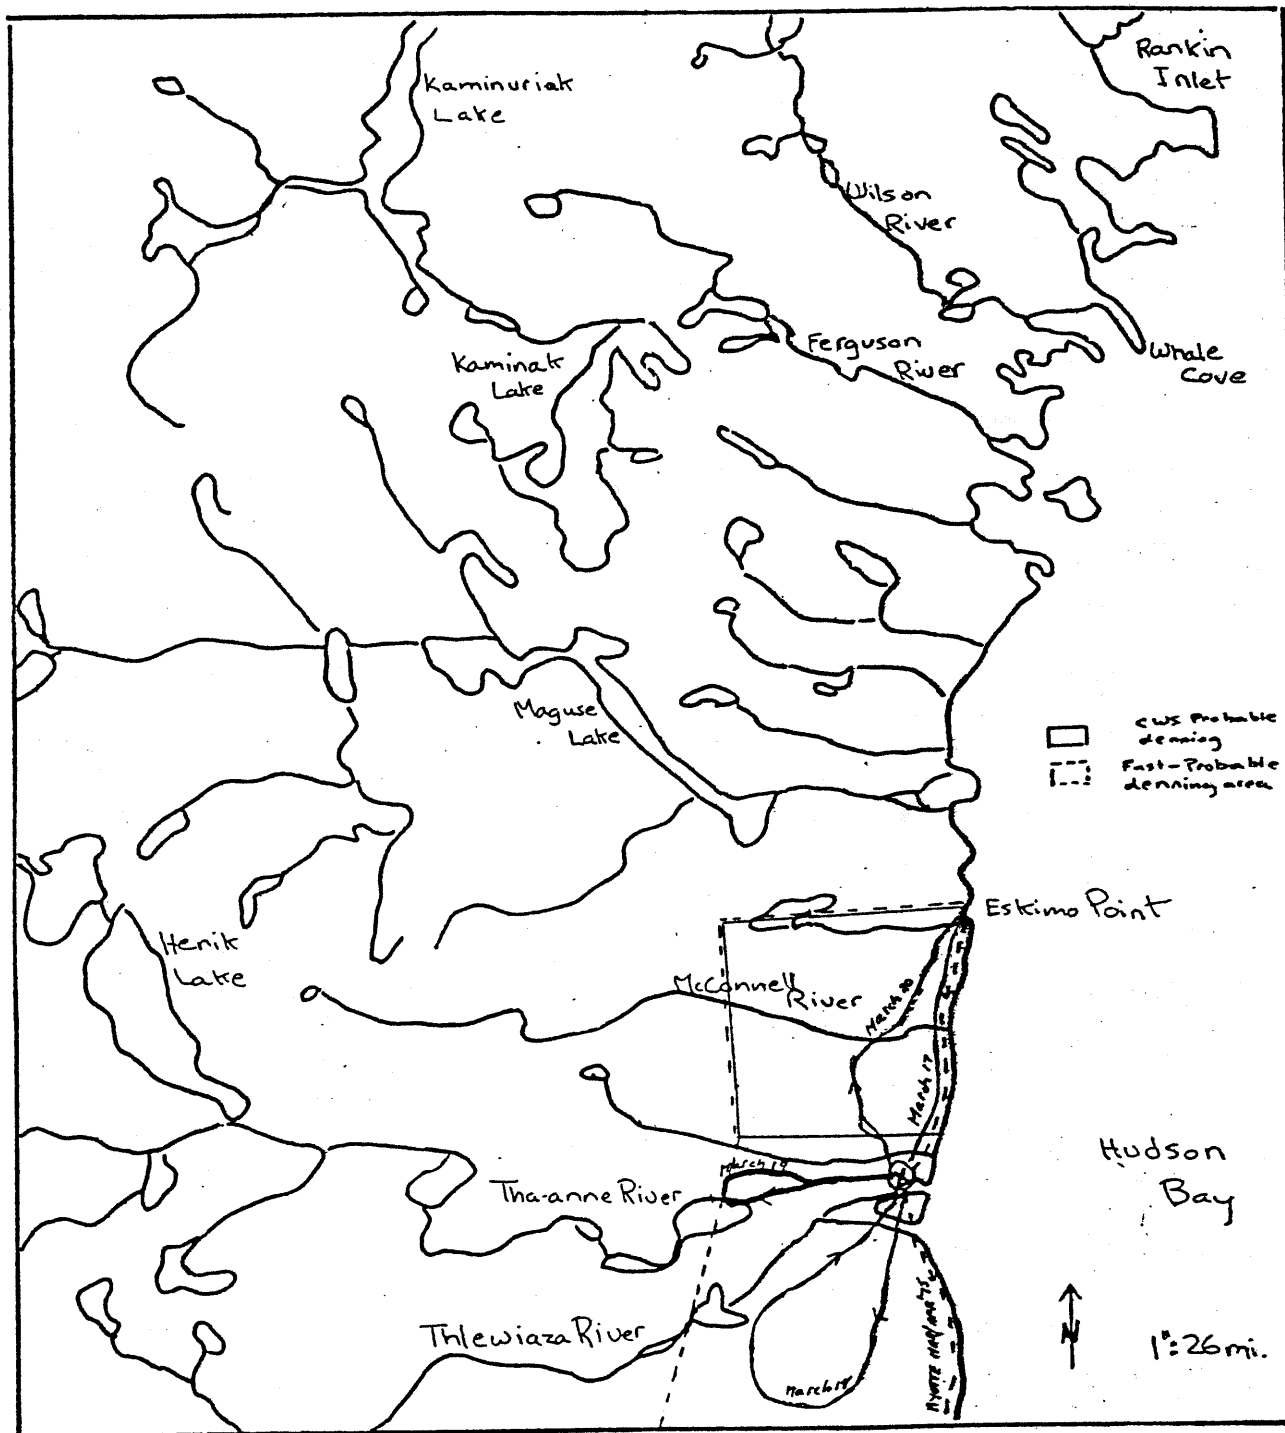 Rankin
Inlet
Kaminuriak
Lake
Wilson
River
Ferguson
River
Whale
Cove
Kaminak
Lake
Maguse
Lake
CWS Probable
denning
Fast-Probable
denning area
Eskimo Point
Henik
Lake
McConnell
River
March 20
March 17
March 19
Tha-anne River
Hudson
Bay
Thlewiaza River
March 18
N
1": 26 mi.